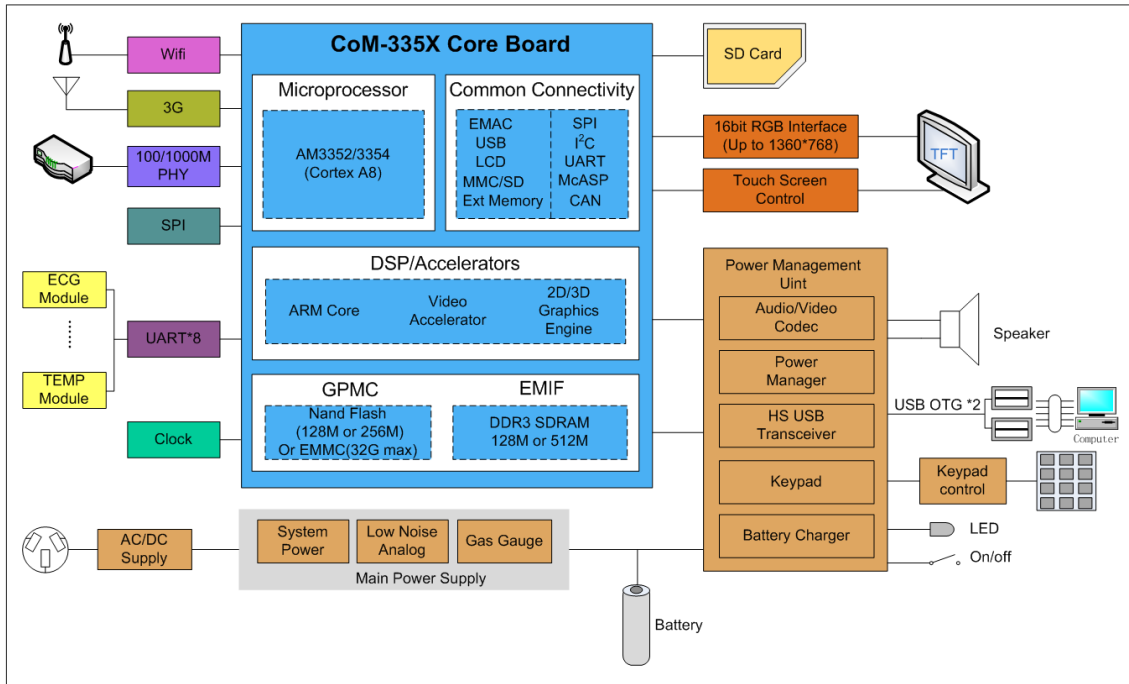 CoM-335X Core Board
Wifi
3G
100/1000M
PHY
SPI
ECG
Module
UART*8
TEMP
Module
Clock
Microprocessor
AM3352/3354
(Cortex A8)
Common Connectivity
EMAC
USB
LCD
MMC/SD
Ext Memory
SPI
I²C
UART
McASP
CAN
DSP/Accelerators
ARM Core
Video
Accelerator
2D/3D
Graphics
Engine
GPMC
Nand Flash
(128M or 256M)
Or EMMC(32G max)
EMIF
DDR3 SDRAM
128M or 512M
SD Card
16bit RGB Interface
(Up to 1360*768)
Touch Screen
Control
TFT
Power Management
Uint
Audio/Video
Codec
Power
Manager
HS USB
Transceiver
Keypad
Battery Charger
Speaker
USB OTG *2
Computer
Keypad
control
LED
On/off
AC/DC
Supply
System
Power
Low Noise
Analog
Gas Gauge
Main Power Supply
Battery